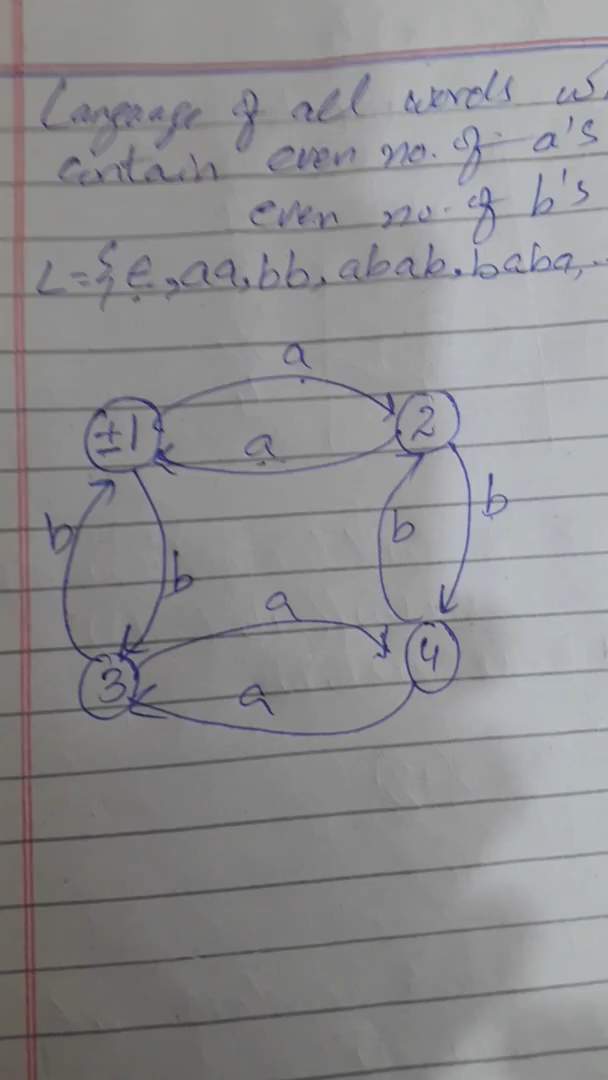 Language of all words w
contain even no. of a's
even no. of b's
L={e, aa, bb, abab, baba,
a
±1
2
a
b
b
b
b
a
3
4
a